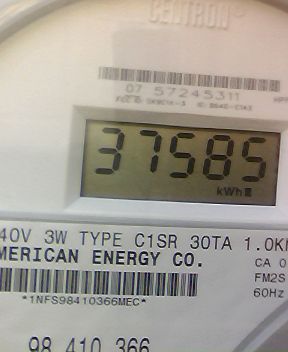 CENTRON®
07 57245311
37585
kWh
40V 3W TYPE C1SR 30TA 1.0K
MERICAN ENERGY CO.
CA 0
FM2S
60Hz
*1NFS98410366MEC*
98 410 366